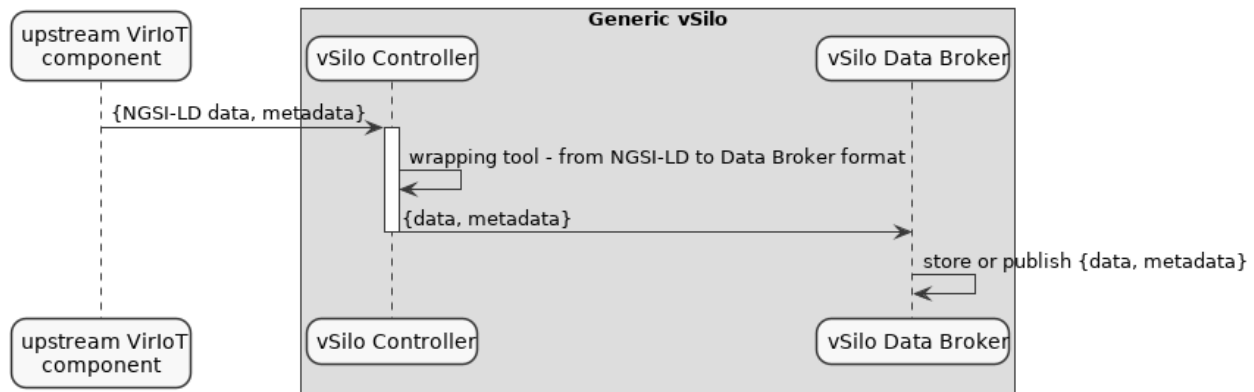 Generic vSilo
upstream VirIoT
component
vSilo Controller
vSilo Data Broker
{NGSI-LD data, metadata}
wrapping tool - from NGSI-LD to Data Broker format
{data, metadata}
store or publish {data, metadata}
upstream VirIoT
component
vSilo Controller
vSilo Data Broker